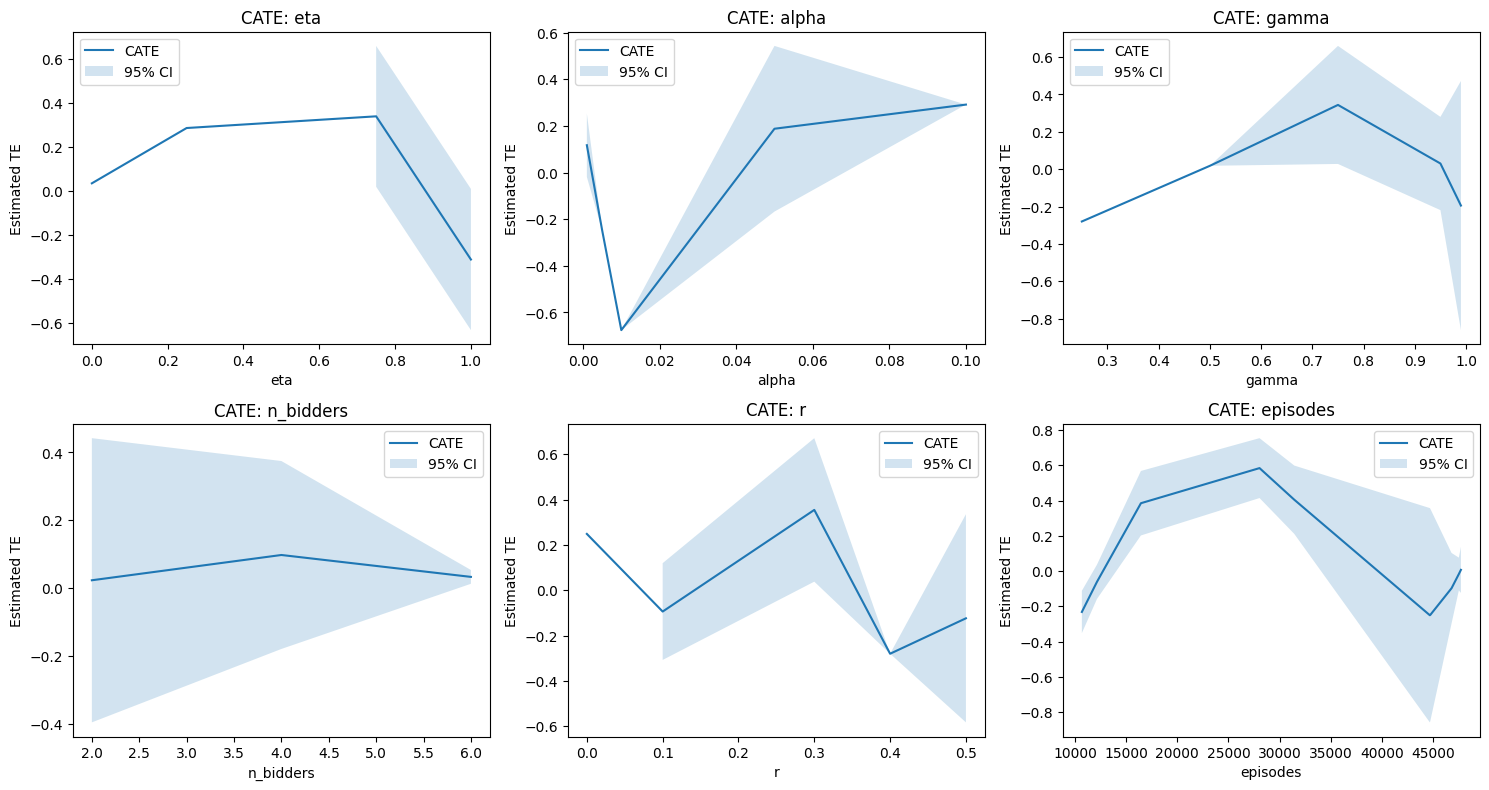 CATE: eta
CATE
95% CI
Estimated TE
0.6
0.4
0.2
0.0
−0.2
−0.4
−0.6
0.0 0.2 0.4 0.6 0.8 1.0
eta
CATE: alpha
CATE
95% CI
Estimated TE
0.6
0.4
0.2
0.0
−0.2
−0.4
−0.6
0.00 0.02 0.04 0.06 0.08 0.10
alpha
CATE: gamma
CATE
95% CI
Estimated TE
0.6
0.4
0.2
0.0
−0.2
−0.4
−0.6
−0.8
0.3 0.4 0.5 0.6 0.7 0.8 0.9 1.0
gamma
CATE: n_bidders
CATE
95% CI
Estimated TE
0.4
0.2
0.0
−0.2
−0.4
2.0 2.5 3.0 3.5 4.0 4.5 5.0 5.5 6.0
n_bidders
CATE: r
CATE
95% CI
Estimated TE
0.6
0.4
0.2
0.0
−0.2
−0.4
−0.6
0.0 0.1 0.2 0.3 0.4 0.5
r
CATE: episodes
CATE
95% CI
Estimated TE
0.8
0.6
0.4
0.2
0.0
−0.2
−0.4
−0.6
−0.8
10000 15000 20000 25000 30000 35000 40000 45000
episodes